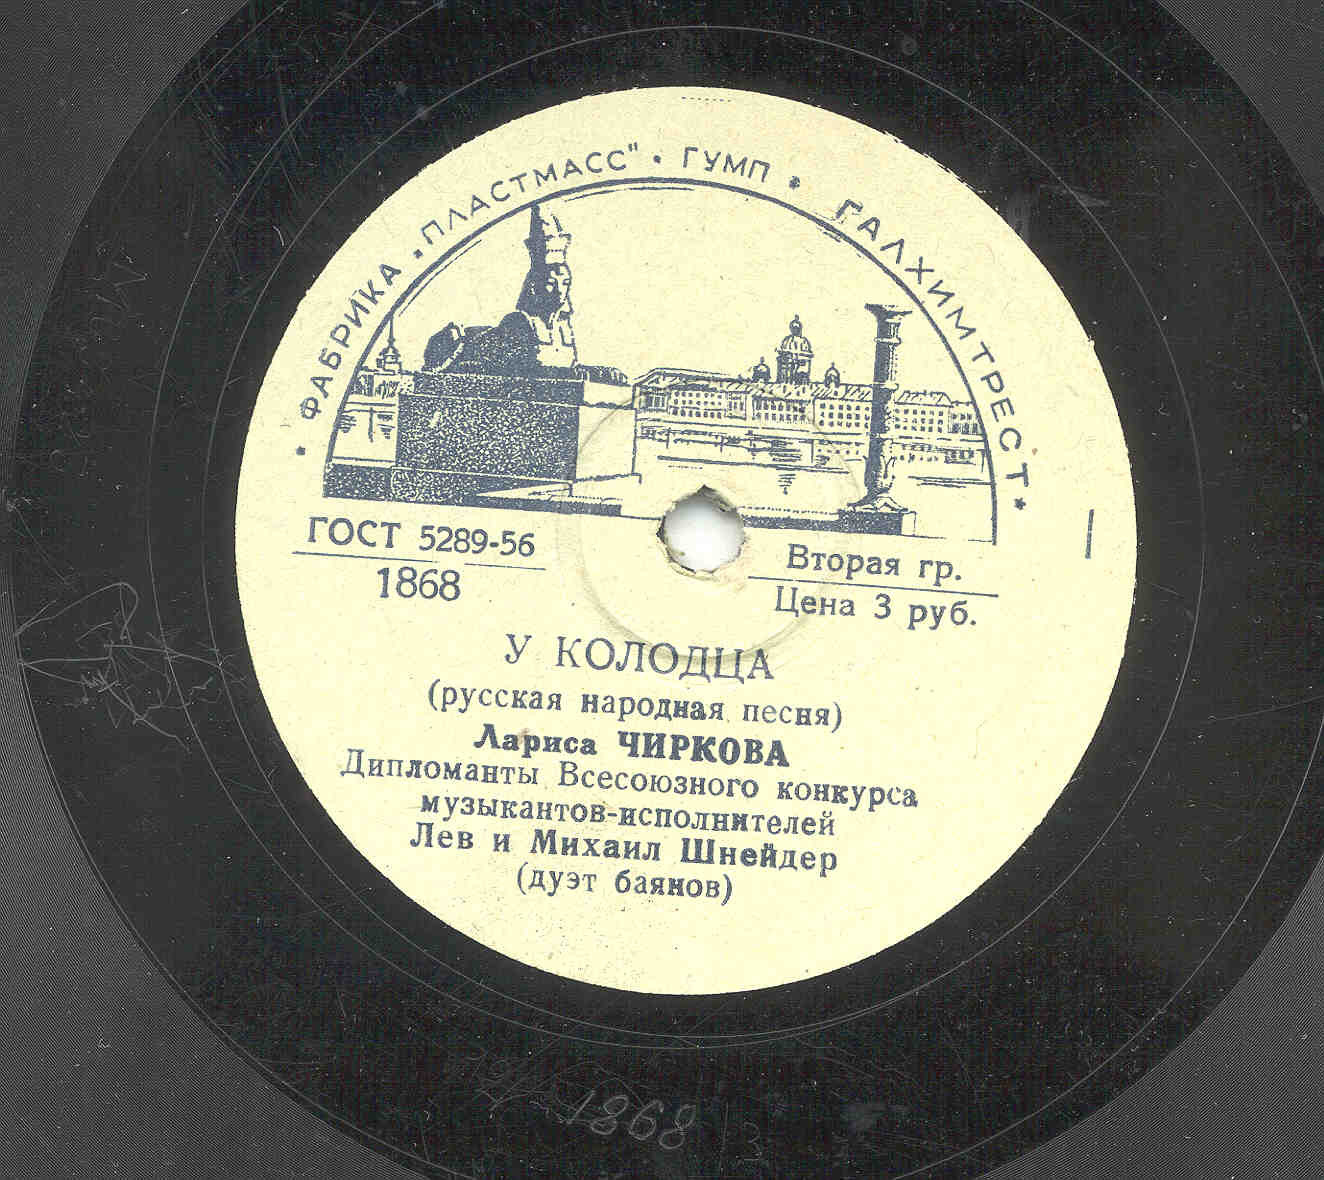 • ФАБРИКА „ПЛАСТМАСС" • ГУМП * ГАЛХИМТРЕСТ *
ГОСТ 5289-56
1868
Вторая гр.
Цена 3 руб.
У КОЛОДЦА
(русская народная песня)
Лариса ЧИРКОВА
Дипломанты Всесоюзного конкурса
музыкантов-исполнителей
Лев и Михаил Шнейдер
(дуэт баянов)
1868 13